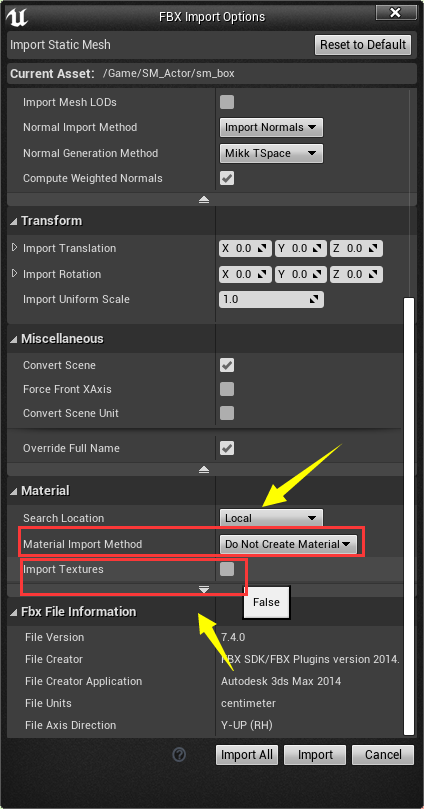 FBX Import Options
Import Static Mesh Reset to Default
Current Asset: /Game/SM_Actor/sm_box
Import Mesh LODs
Normal Import Method Import Normals
Normal Generation Method Mikk TSpace
Compute Weighted Normals
Transform
Import Translation X 0.0 Y 0.0 Z 0.0
Import Rotation X 0.0 Y 0.0 Z 0.0
Import Uniform Scale 1.0
Miscellaneous
Convert Scene
Force Front XAxis
Convert Scene Unit
Override Full Name
Material
Search Location Local
Material Import Method Do Not Create Material
Import Textures
False
Fbx File Information
File Version 7.4.0
File Creator FBX SDK/FBX Plugins version 2014.
File Creator Application Autodesk 3ds Max 2014
File Units centimeter
File Axis Direction Y-UP (RH)
? Import All Import Cancel